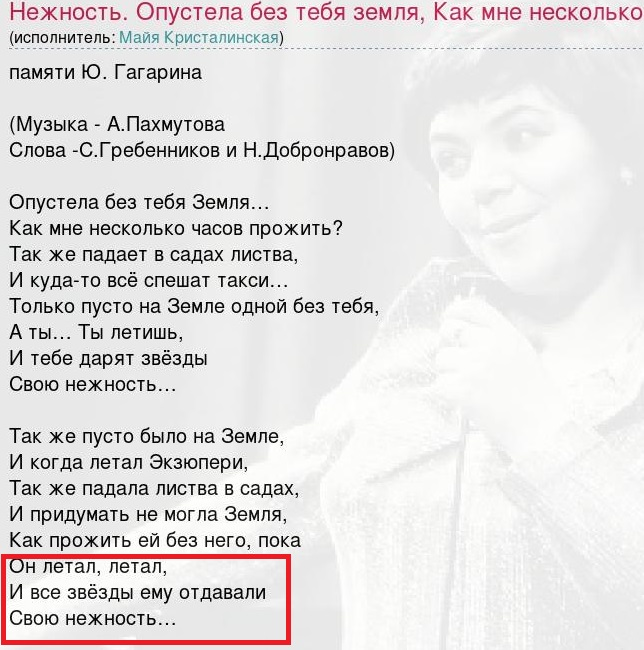 Нежность. Опустела без тебя земля, Как мне несколько
(исполнитель: Майя Кристалинская)
памяти Ю. Гагарина
(Музыка - А.Пахмутова
Слова -С.Гребенников и Н.Добронравов)
Опустела без тебя Земля...
Как мне несколько часов прожить?
Так же падает в садах листва,
И куда-то всё спешат такси...
Только пусто на Земле одной без тебя,
А ты... Ты летишь,
И тебе дарят звёзды
Свою нежность...
Так же пусто было на Земле,
И когда летал Экзюпери,
Так же падала листва в садах,
И придумать не могла Земля,
Как прожить ей без него, пока
Он летал, летал,
И все звёзды ему отдавали
Свою нежность...